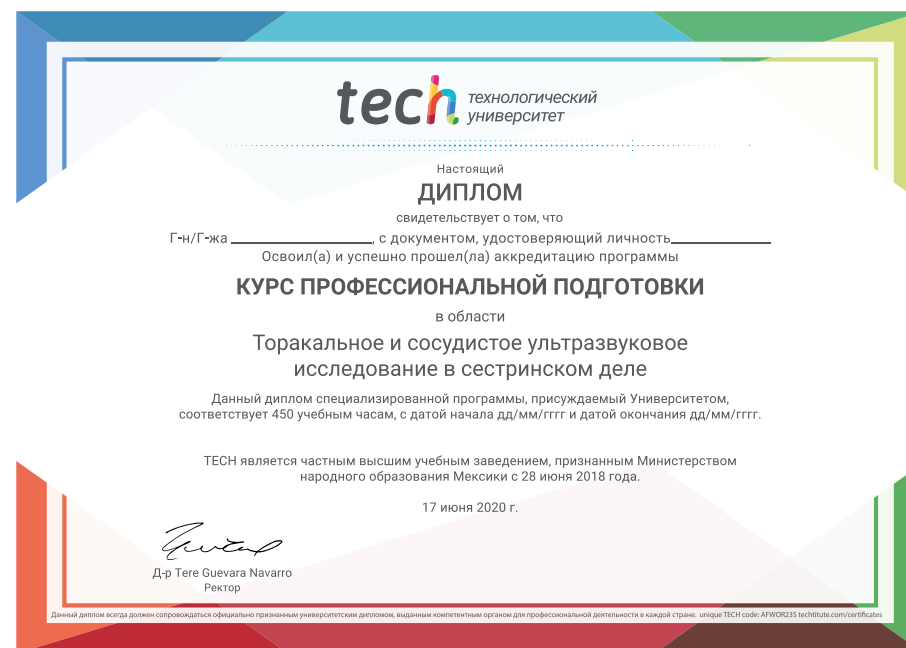 tech технологический
университет
Настоящий
ДИПЛОМ
свидетельствует о том, что
Г-н/Г-жа ____________, с документом, удостоверяющий личность____________
Освоил(а) и успешно прошел(ла) аккредитацию программы
КУРС ПРОФЕССИОНАЛЬНОЙ ПОДГОТОВКИ
в области
Торакальное и сосудистое ультразвуковое
исследование в сестринском деле
Данный диплом специализированной программы, присуждаемый Университетом,
соответствует 450 учебным часам, с датой начала дд/мм/гггг и датой окончания дд/мм/гггг.
TECH является частным высшим учебным заведением, признанным Министерством
народного образования Мексики с 28 июня 2018 года.
17 июня 2020 г.
Д-р Tere Guevara Navarro
Ректор
Данный диплом всегда должен сопровождаться официально признанным университетским дипломом, выданным компетентным органом для профессиональной деятельности в каждой стране. unique TECH code: AFWOR23S techtitute.com/certificates